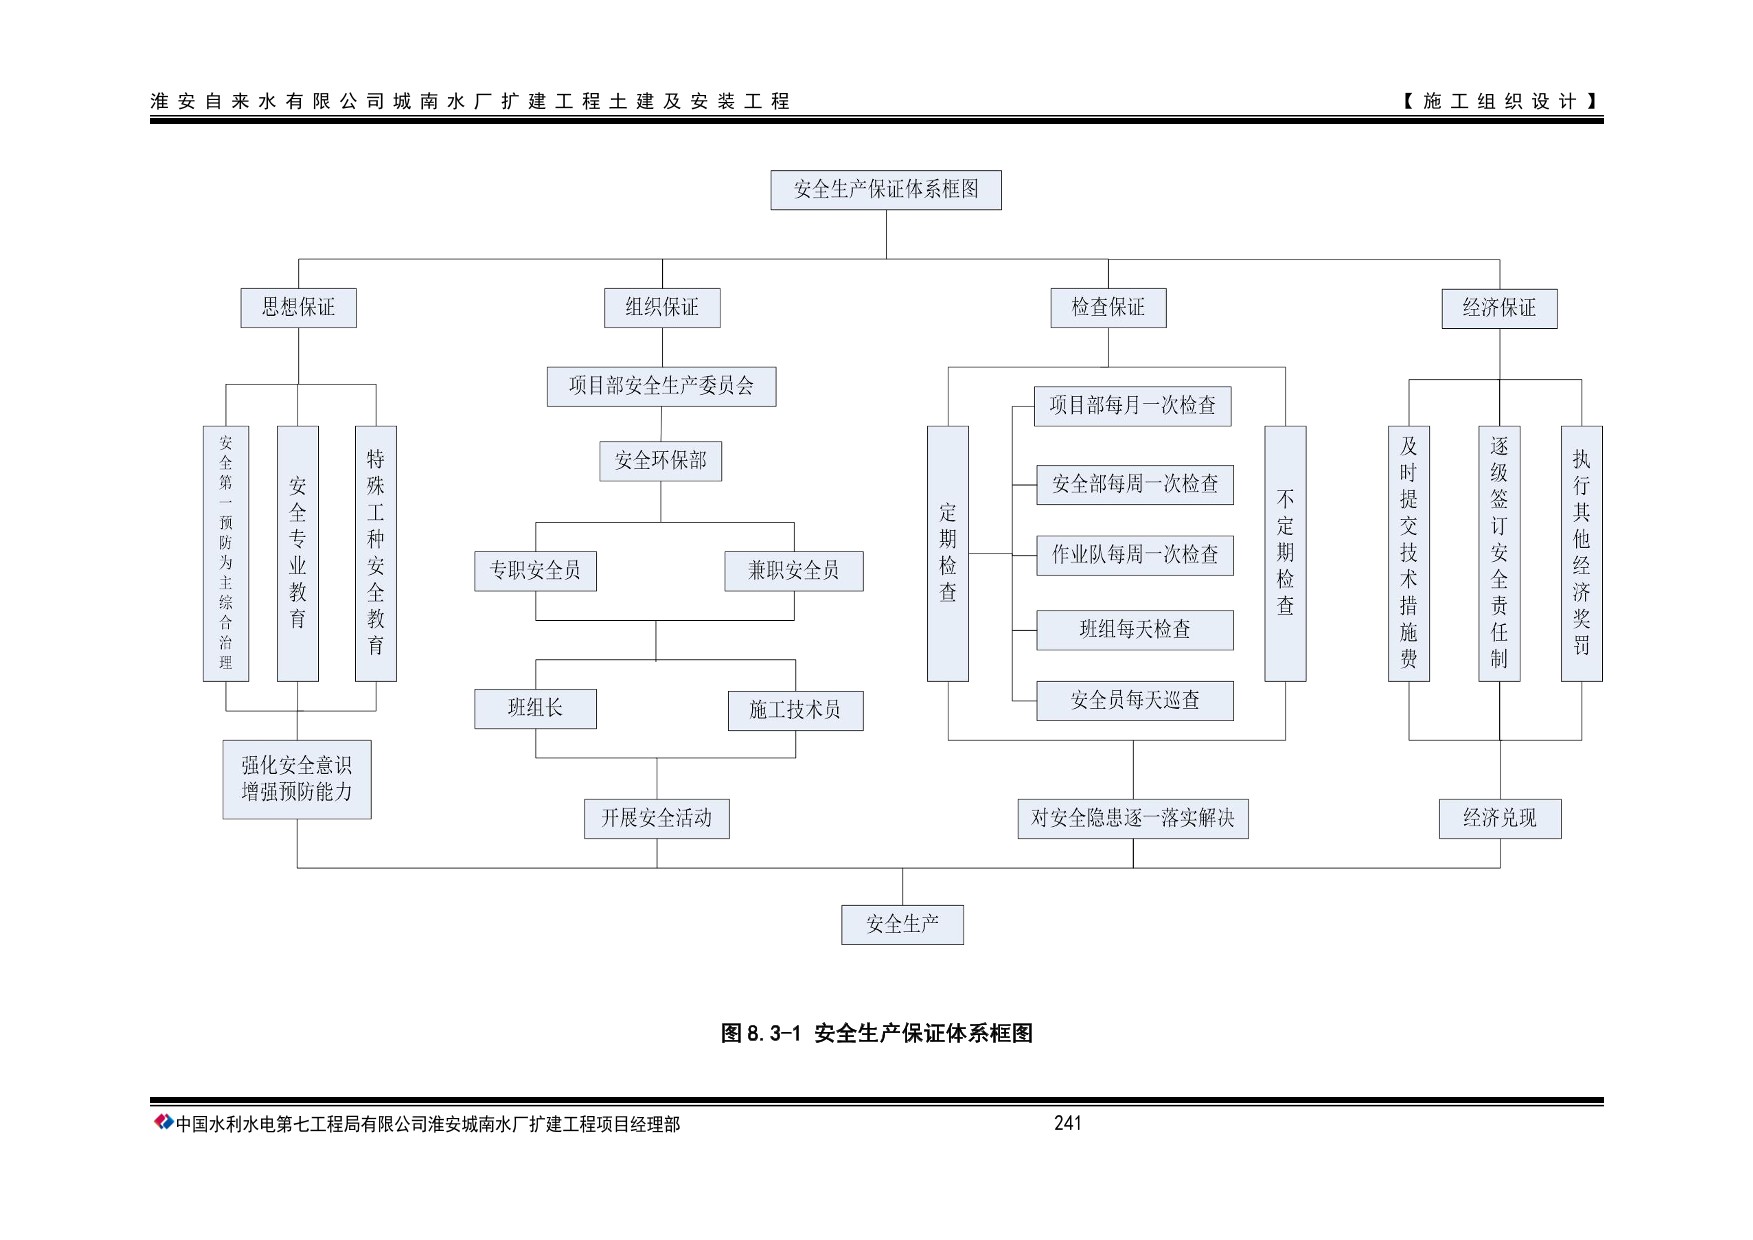 淮安自来水有限公司城南水厂扩建工程土建及安装工程
【施工组织设计】
安全生产保证体系框图
思想保证
组织保证
检查保证
经济保证
安全第一预防为主综合治理
安全专业教育
特殊工种安全教育
强化安全意识
增强预防能力
项目部安全生产委员会
安全环保部
专职安全员
兼职安全员
班组长
施工技术员
开展安全活动
定期检查
项目部每月一次检查
安全部每周一次检查
作业队每周一次检查
班组每天检查
安全员每天巡查
不定期检查
对安全隐患逐一落实解决
及时提交技术措施费
逐级签订安全责任制
执行其他经济奖罚
经济兑现
安全生产
图8.3-1 安全生产保证体系框图
中国水利水电第七工程局有限公司淮安城南水厂扩建工程项目经理部
241